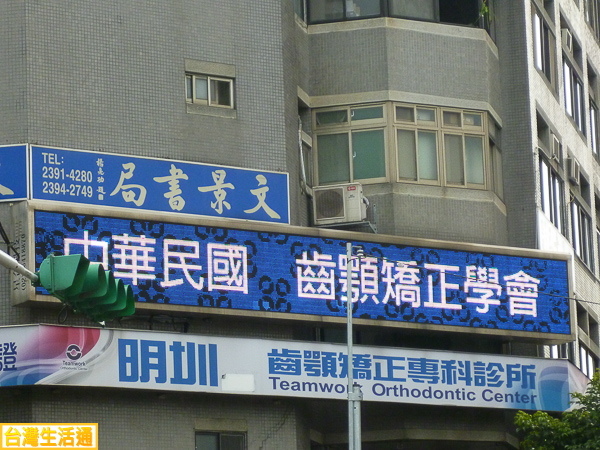 TEL:
2391-4280
2394-2749
文景書局
中華民國 齒顎矯正學會
證
Teamwork
明圳
齒顎矯正專科診所
Teamwork Orthodontic Center
台灣生活通